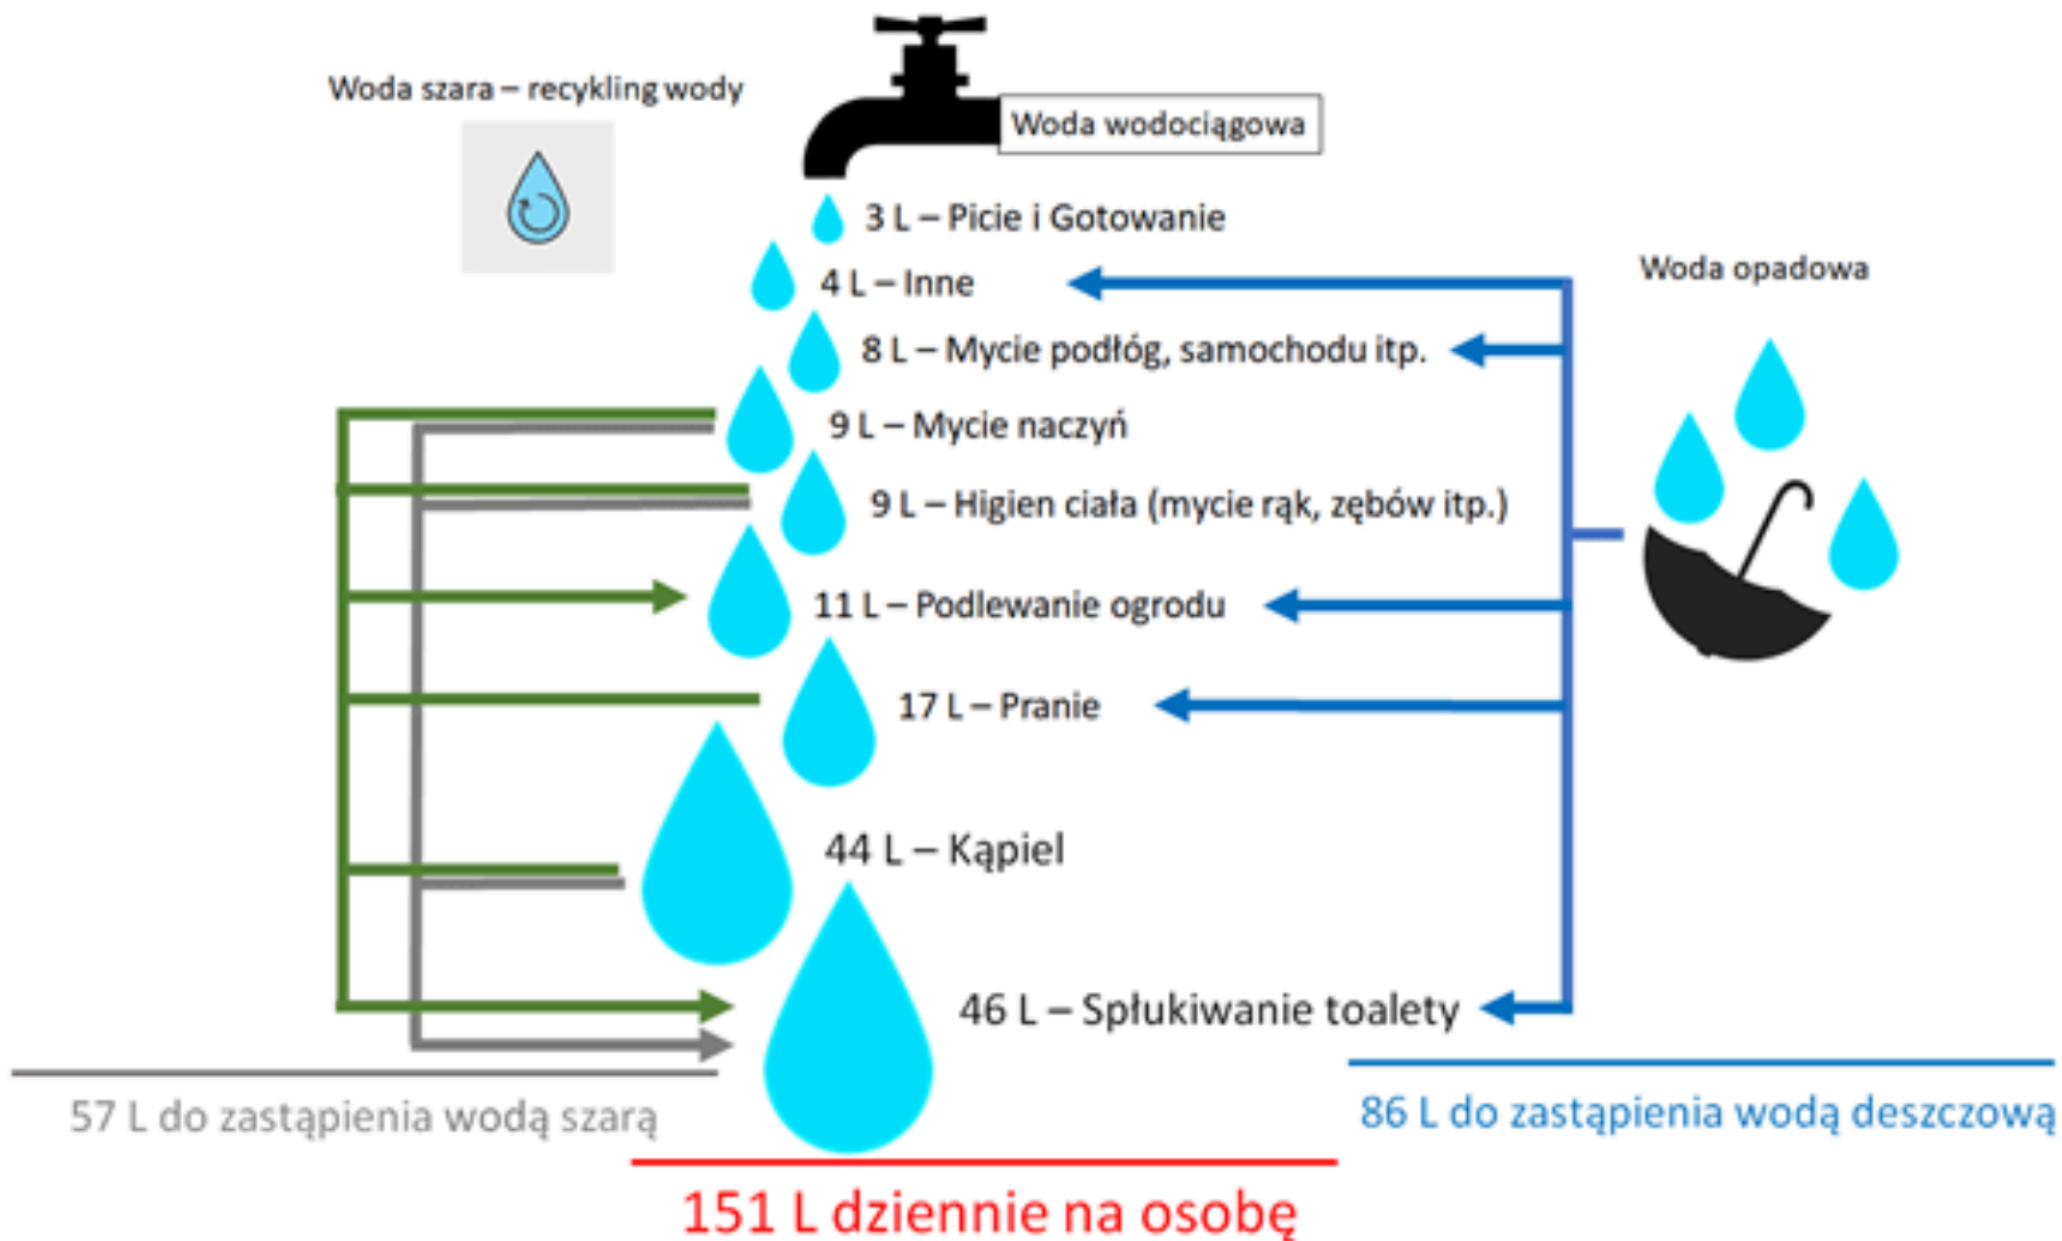 Woda szara – recykling wody
Woda wodociągowa
3 L – Picie i Gotowanie
4 L – Inne
Woda opadowa
8 L – Mycie podłóg, samochodu itp.
9 L – Mycie naczyń
9 L – Higien ciała (mycie rąk, zębów itp.)
11 L – Podlewanie ogrodu
17 L – Pranie
44 L – Kąpiel
46 L – Spłukiwanie toalety
57 L do zastąpienia wodą szarą
86 L do zastąpienia wodą deszczową
151 L dziennie na osobę